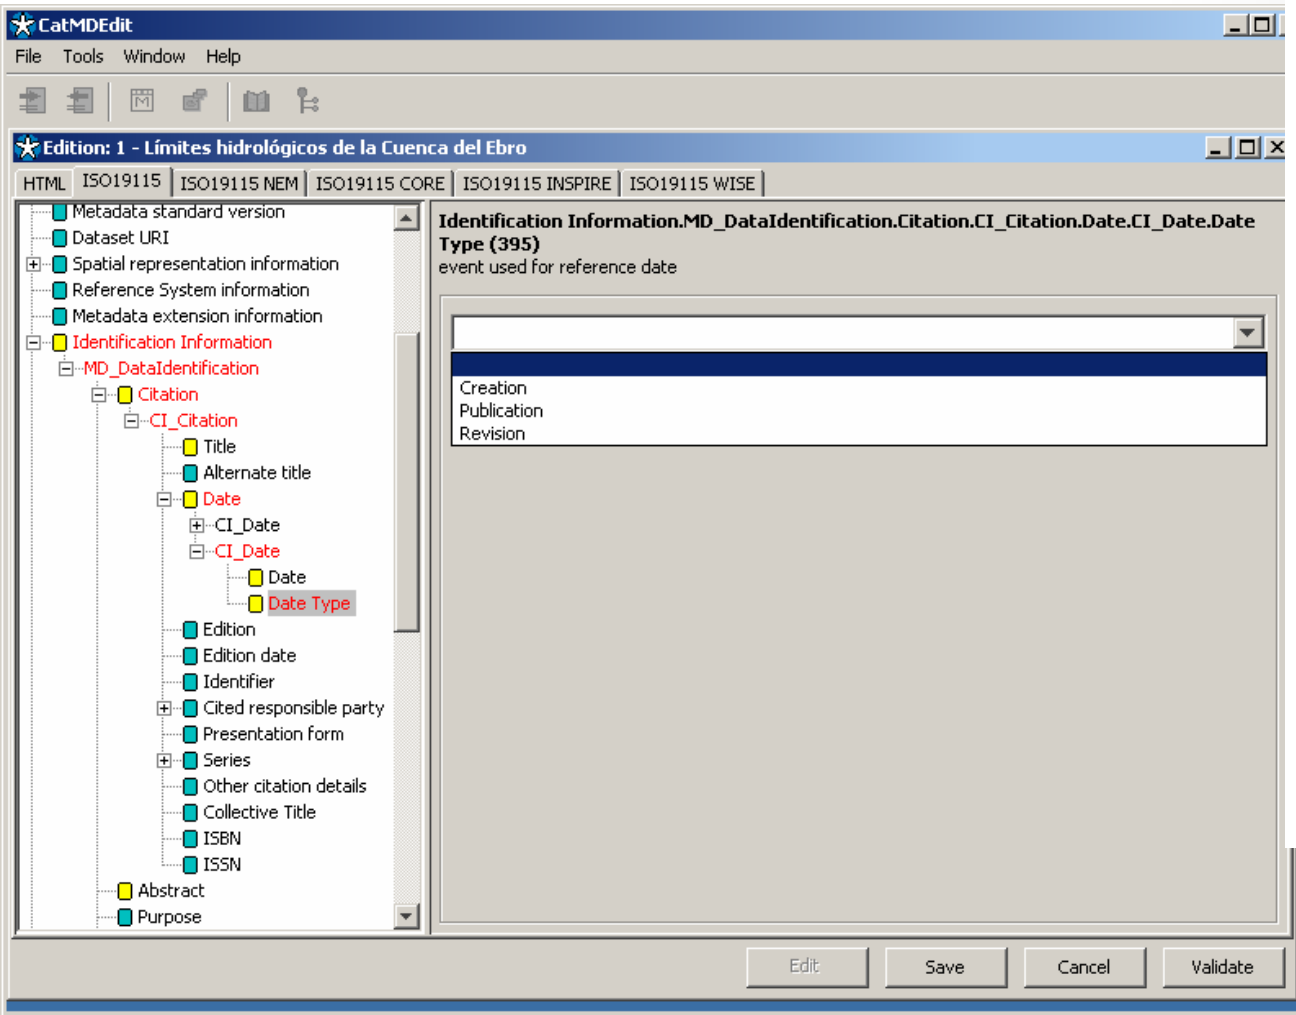 CatMDEdit
File Tools Window Help
Edition: 1 - Límites hidrológicos de la Cuenca del Ebro
HTML ISO19115 ISO19115 NEM ISO19115 CORE ISO19115 INSPIRE ISO19115 WISE
Metadata standard version
Dataset URI
Spatial representation information
Reference System information
Metadata extension information
Identification Information
MD_DataIdentification
Citation
CI_Citation
Title
Alternate title
Date
CI_Date
CI_Date
Date
Date Type
Edition
Edition date
Identifier
Cited responsible party
Presentation form
Series
Other citation details
Collective Title
ISBN
ISSN
Abstract
Purpose
Identification Information.MD_DataIdentification.Citation.CI_Citation.Date.CI_Date.Date
Type (395)
event used for reference date
Creation
Publication
Revision
Edit Save Cancel Validate